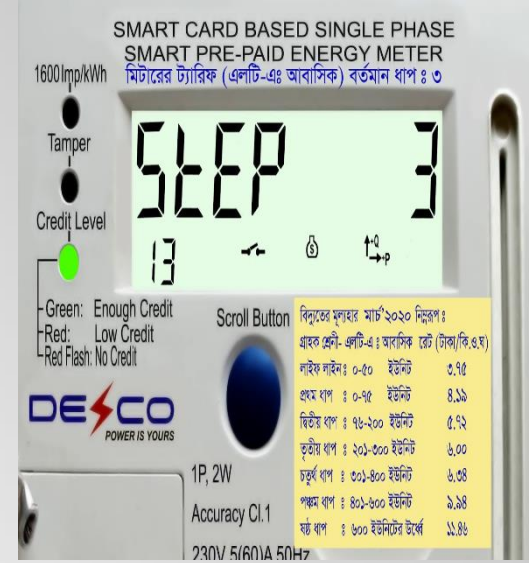 SMART CARD BASED SINGLE PHASE
SMART PRE-PAID ENERGY METER
মিটারের ট্যারিফ (এলটি-এঃ আবাসিক) বর্তমান ধাপ ঃ ৩
1600Imp/kWh
Tamper
Credit Level
StEP 3
13
+Q
+P
Green: Enough Credit
Red: Low Credit
Red Flash: No Credit
Scroll Button
DESCO
POWER IS YOURS
1P, 2W
Accuracy Cl.1
230V 5(60)A 50Hz
বিদ্যুতের মূল্যহার মার্চ'২০২০ নিম্নরূপ ঃ
গ্রাহক শ্রেনী- এলটি-এ ঃ আবাসিক রেট (টাকা/কি.ও.ঘ)
লাইফ লাইন ঃ ০-৫০ ইউনিট ৩.৭৫
প্রথম ধাপ ঃ ০-৭৫ ইউনিট ৪.১৯
দ্বিতীয় ধাপ ঃ ৭৬-২০০ ইউনিট ৫.৭২
তৃতীয় ধাপ ঃ ২০১-৩০০ ইউনিট ৬.০০
চতুর্থ ধাপ ঃ ৩০১-৪০০ ইউনিট ৬.৩৪
পঞ্চম ধাপ ঃ ৪০১-৬০০ ইউনিট ৯.৯৪
ষষ্ঠ ধাপ ঃ ৬০০ ইউনিটের উর্ধ্বে ১১.৪৬